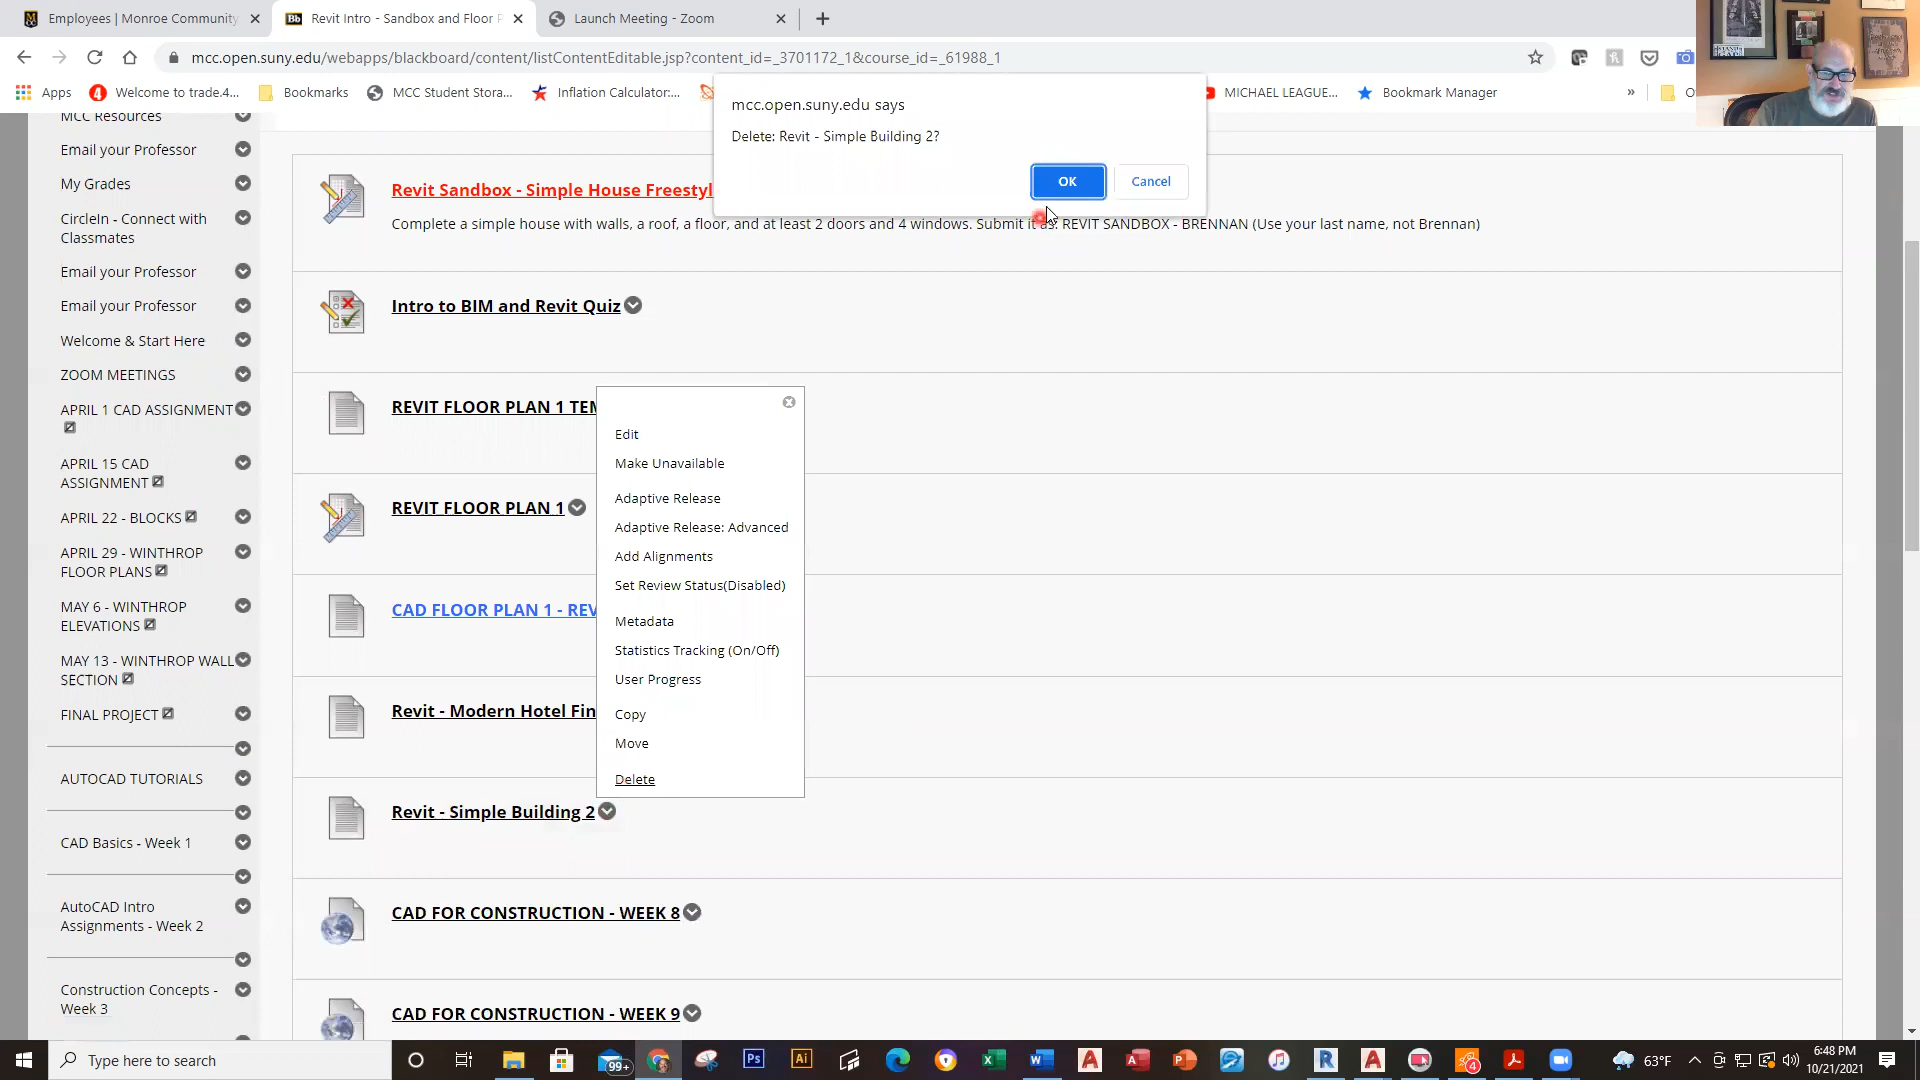 Employees | Monroe Community
Revit Intro - Sandbox and Floor P
Launch Meeting - Zoom
mcc.open.suny.edu/webapps/blackboard/content/listContentEditable.jsp?content_id=_3701172_1&course_id=_61988_1
Apps
Welcome to trade.4...
Bookmarks
MCC Student Stora...
Inflation Calculator:...
MICHAEL LEAGUE...
Bookmark Manager
»
mcc.open.suny.edu says
Delete: Revit - Simple Building 2?
OK
Cancel
MCC Resources
Email your Professor
My Grades
CircleIn - Connect with
Classmates
Email your Professor
Email your Professor
Welcome & Start Here
ZOOM MEETINGS
APRIL 1 CAD ASSIGNMENT
APRIL 15 CAD
ASSIGNMENT
APRIL 22 - BLOCKS
APRIL 29 - WINTHROP
FLOOR PLANS
MAY 6 - WINTHROP
ELEVATIONS
MAY 13 - WINTHROP WALL
SECTION
FINAL PROJECT
AUTOCAD TUTORIALS
CAD Basics - Week 1
AutoCAD Intro
Assignments - Week 2
Construction Concepts -
Week 3
Revit Sandbox - Simple House Freestyl
Complete a simple house with walls, a roof, a floor, and at least 2 doors and 4 windows. Submit it as: REVIT SANDBOX - BRENNAN (Use your last name, not Brennan)
Intro to BIM and Revit Quiz
REVIT FLOOR PLAN 1 TEM
REVIT FLOOR PLAN 1
CAD FLOOR PLAN 1 - REV
Revit - Modern Hotel Fin
Revit - Simple Building 2
CAD FOR CONSTRUCTION - WEEK 8
CAD FOR CONSTRUCTION - WEEK 9
Edit
Make Unavailable
Adaptive Release
Adaptive Release: Advanced
Add Alignments
Set Review Status(Disabled)
Metadata
Statistics Tracking (On/Off)
User Progress
Copy
Move
Delete
Type here to search
99+
Ps
Ai
4
63°F
6:48 PM
10/21/2021